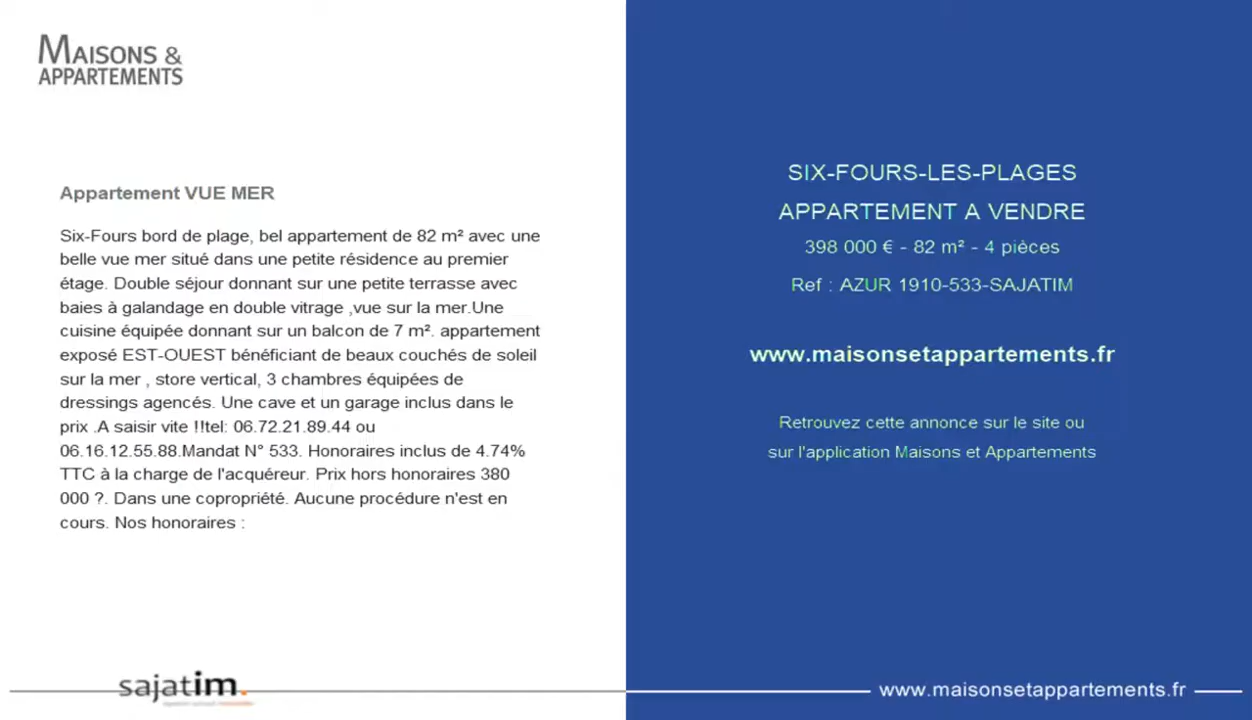 MAISONS &
APPARTEMENTS
Appartement VUE MER
Six-Fours bord de plage, bel appartement de 82 m² avec une
belle vue mer situé dans une petite résidence au premier
étage. Double séjour donnant sur une petite terrasse avec
baies à galandage en double vitrage ,vue sur la mer.Une
cuisine équipée donnant sur un balcon de 7 m². appartement
exposé EST-OUEST bénéficiant de beaux couchés de soleil
sur la mer , store vertical, 3 chambres équipées de
dressings agencés. Une cave et un garage inclus dans le
prix .A saisir vite !!tel: 06.72.21.89.44 ou
06.16.12.55.88.Mandat N° 533. Honoraires inclus de 4.74%
TTC à la charge de l'acquéreur. Prix hors honoraires 380
000 ?. Dans une copropriété. Aucune procédure n'est en
cours. Nos honoraires :
sajatim.
SIX-FOURS-LES-PLAGES
APPARTEMENT A VENDRE
398 000 € - 82 m² - 4 pièces
Ref : AZUR 1910-533-SAJATIM
www.maisonsetappartements.fr
Retrouvez cette annonce sur le site ou
sur l'application Maisons et Appartements
www.maisonsetappartements.fr